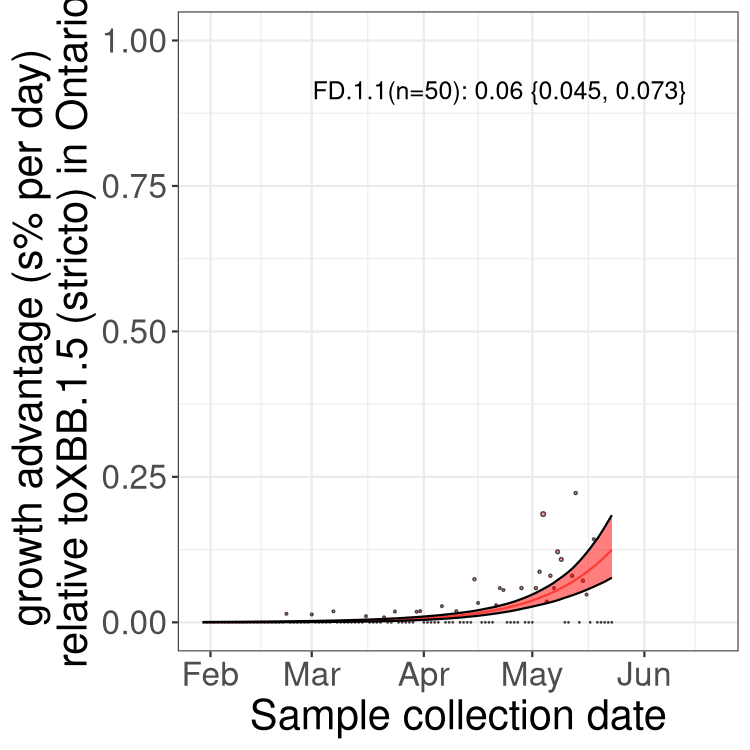 growth advantage (s% per day)
relative toXBB.1.5 (stricto) in Ontario
1.00
0.75
0.50
0.25
0.00
FD.1.1(n=50): 0.06 {0.045, 0.073}
Feb Mar Apr May Jun
Sample collection date